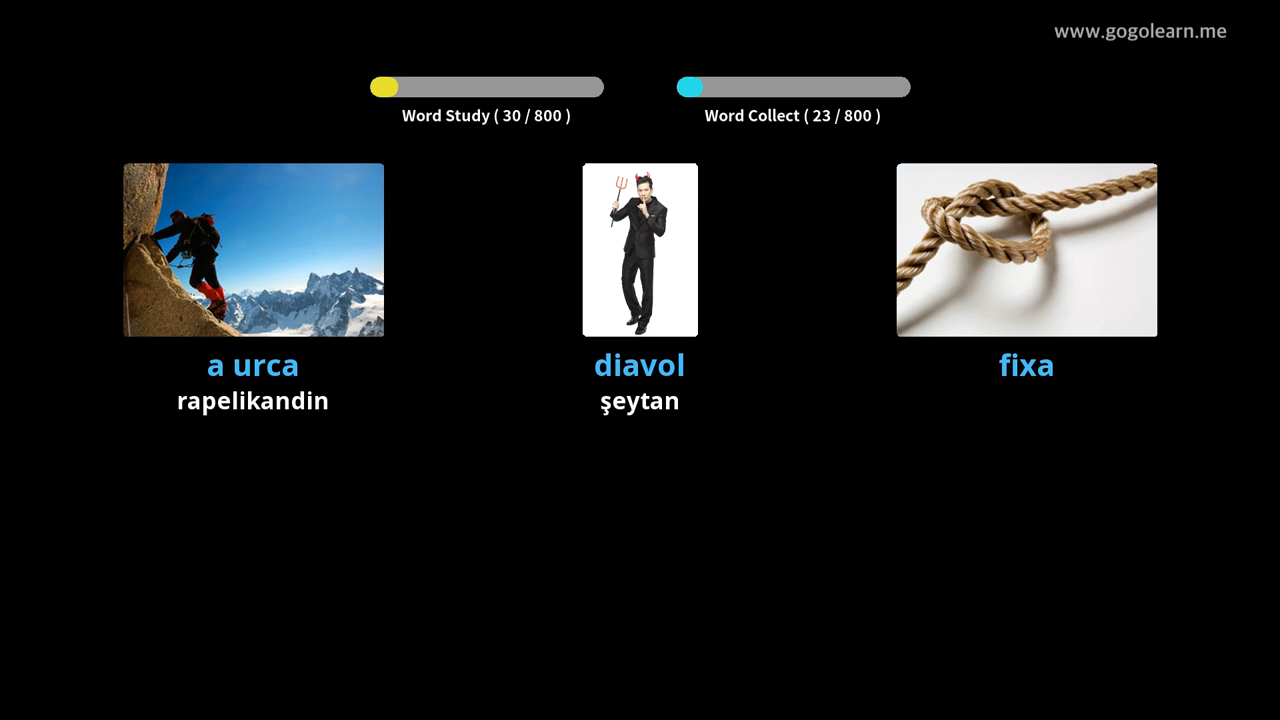 www.gogolearn.me
Word Study ( 30 / 800 )
Word Collect ( 23 / 800 )
a urca
rapelikandin
diavol
şeytan
fixa